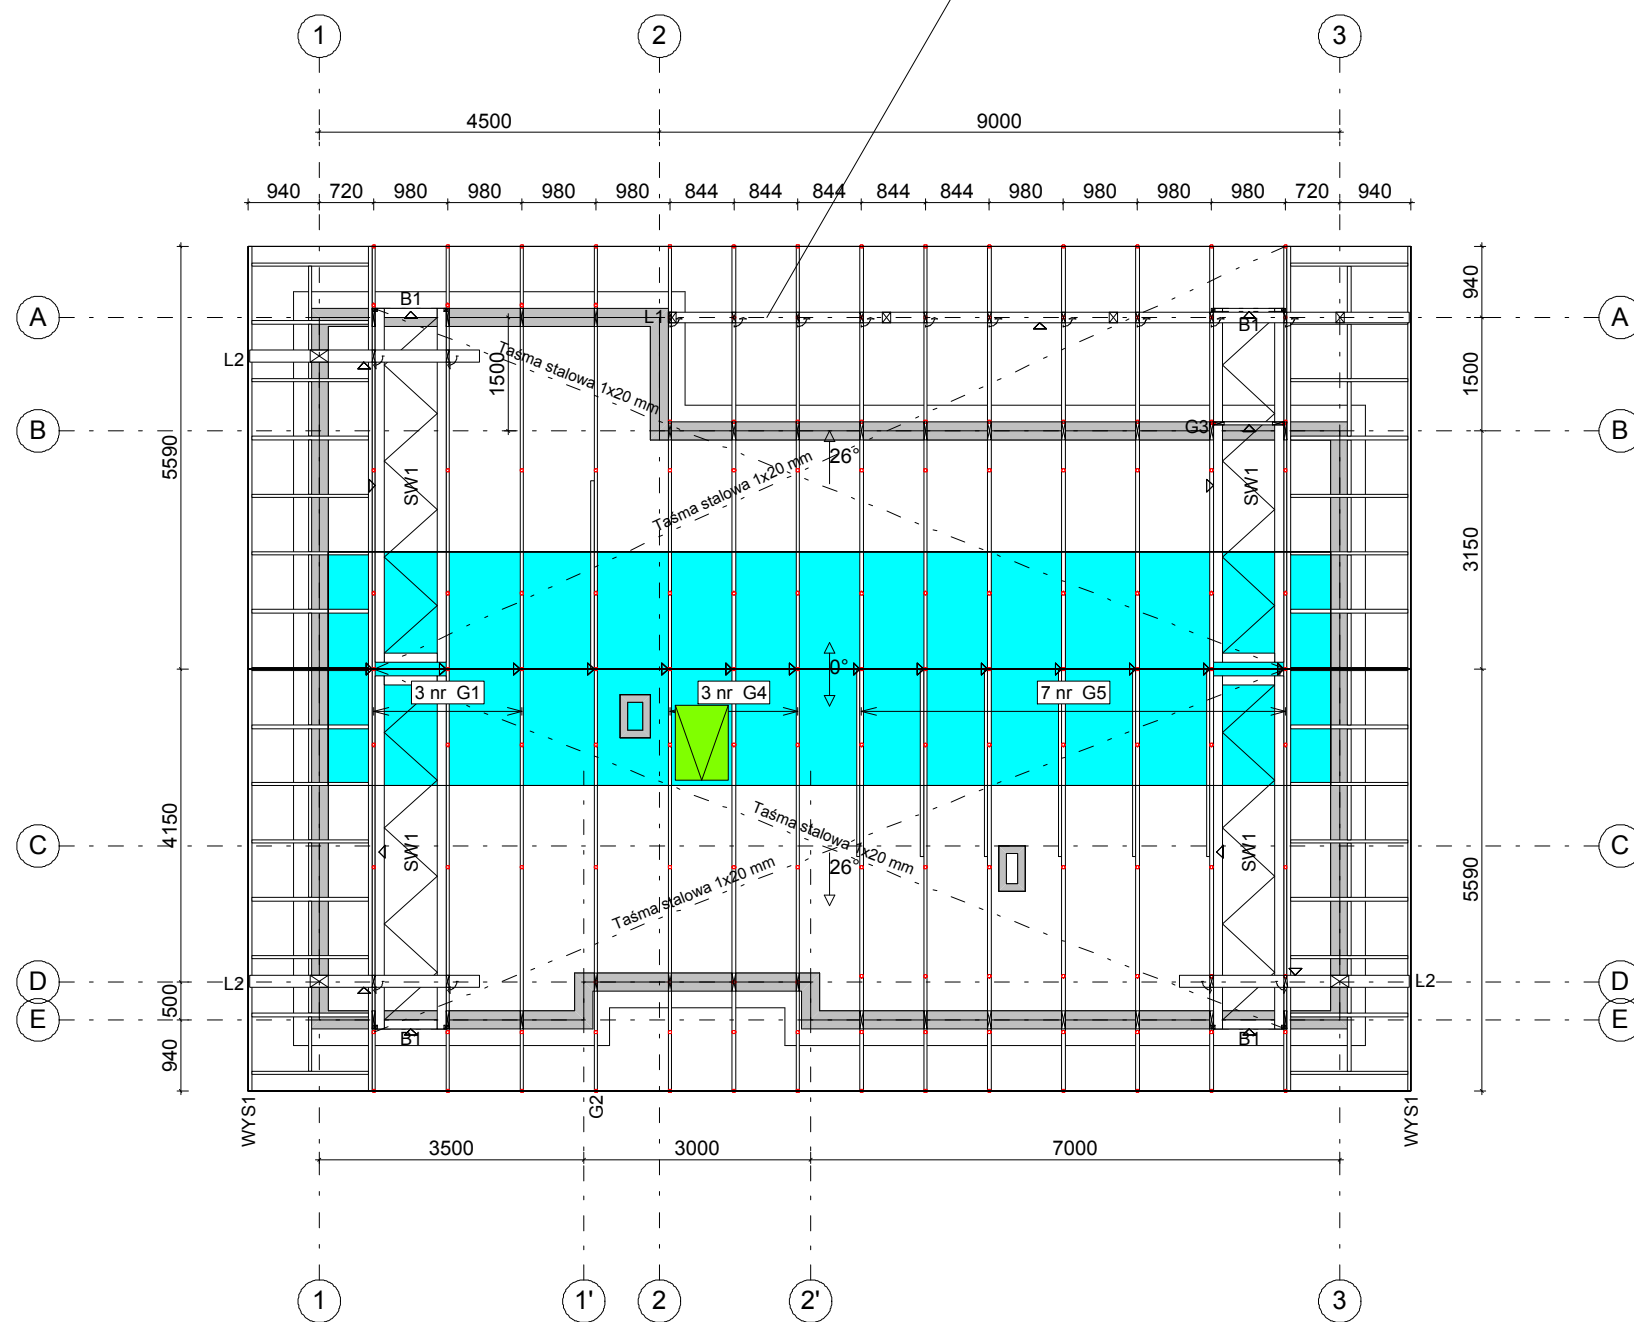 1 2 3
4500 9000
940 720 980 980 980 980 844 844 844 844 844 980 980 980 980 720 940
A L1 A
B1 B1
L2
Taśma stalowa 1x20 mm
1500
940
1500
B G3 B
5590
26°
SW1 SW1
Taśma stalowa 1x20 mm
3150
0°
3 nr G1 3 nr G4 7 nr G5
4150
Taśma stalowa 1x20 mm
C C
SW1 SW1
26°
Taśma stalowa 1x20 mm
5590
L2 D D L2
1500
E E
B1 B1
940
WYS1 G2 WYS1
3500 3000 7000
1 1' 2 2' 3